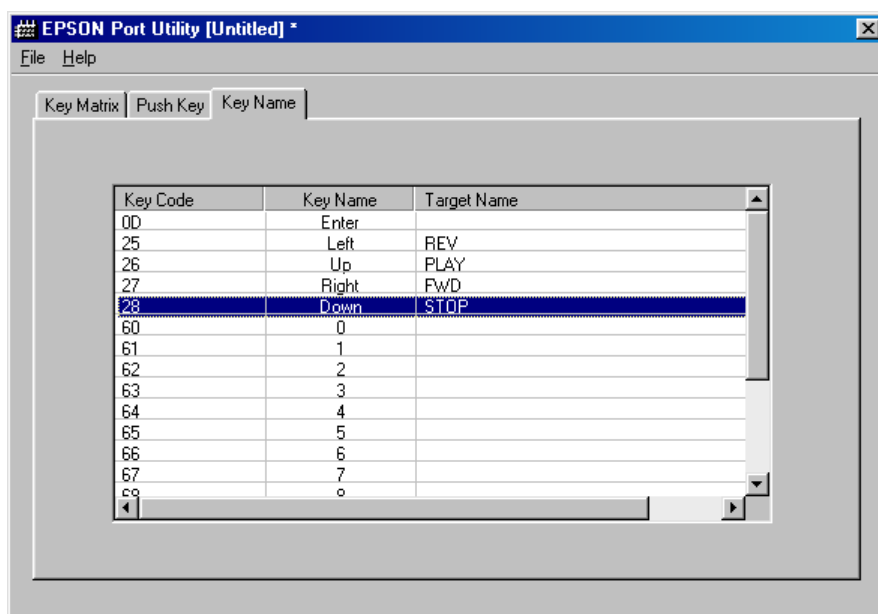 EPSON Port Utility [Untitled] *
File Help
Key Matrix Push Key Key Name
Key Code Key Name Target Name
0D Enter
25 Left REV
26 Up PLAY
27 Right FWD
28 Down STOP
60 0
61 1
62 2
63 3
64 4
65 5
66 6
67 7